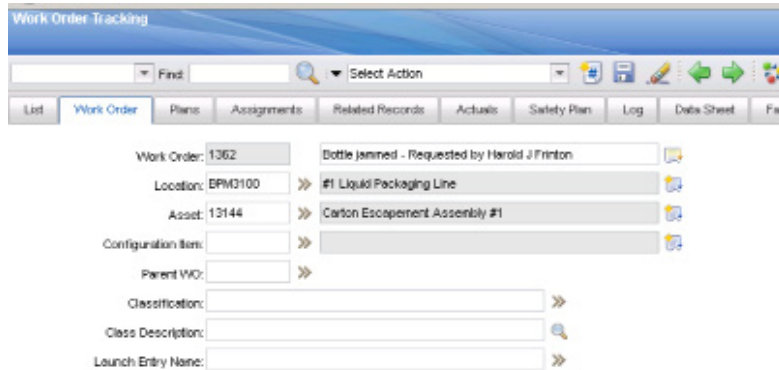 Work Order Tracking
Find: Select Action
List Work Order Plans Assignments Related Records Actuals Safety Plan Log Data Sheet Fa
Work Order: 1362 Bottle jammed - Requested by Harold J Frinton
Location: BPM3100 #1 Liquid Packaging Line
Asset: 13144 Carton Escapement Assembly #1
Configuration Item:
Parent WO:
Classification:
Class Description:
Launch Entry Name: